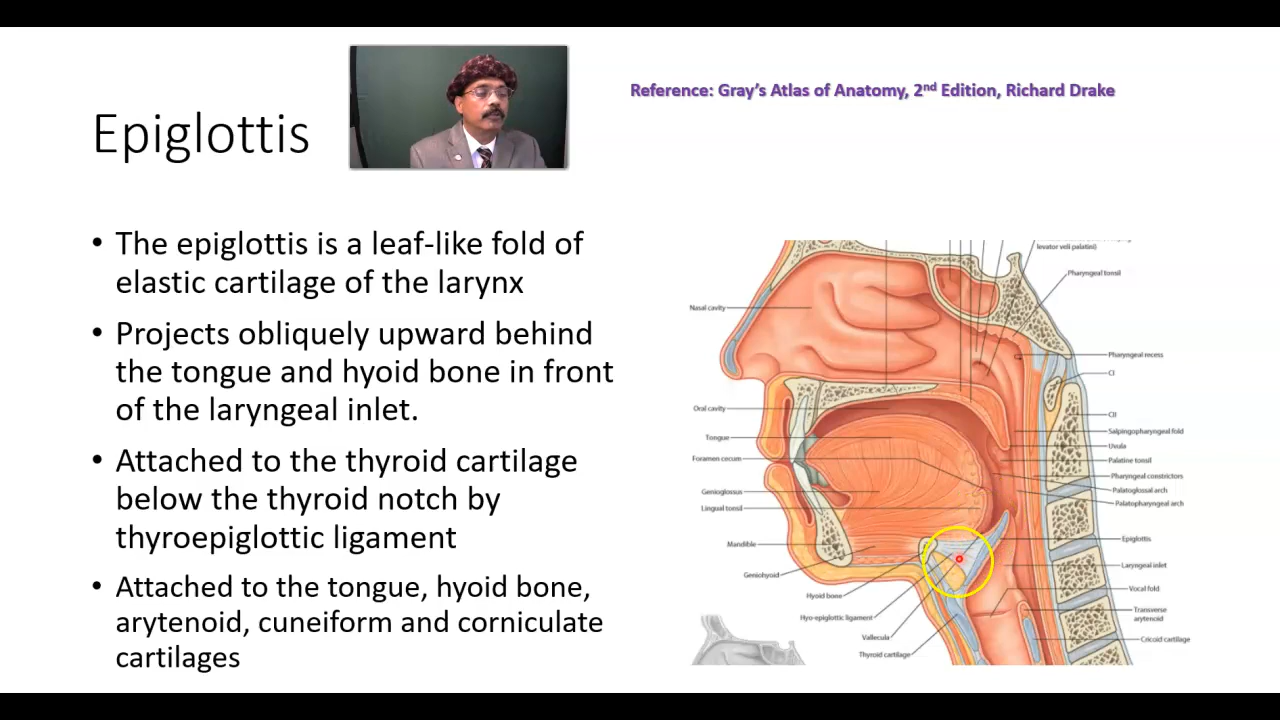 Reference: Gray's Atlas of Anatomy, 2nd Edition, Richard Drake
Epiglottis
• The epiglottis is a leaf-like fold of
elastic cartilage of the larynx
• Projects obliquely upward behind
the tongue and hyoid bone in front
of the laryngeal inlet.
• Attached to the thyroid cartilage
below the thyroid notch by
thyroepiglottic ligament
• Attached to the tongue, hyoid bone,
arytenoid, cuneiform and corniculate
cartilages
levator veli palatini)
Pharyngeal tonsil
Nasal cavity
Pharyngeal recess
CI
Oral cavity
CII
Salpingopharyngeal fold
Tongue
Uvula
Foramen cecum
Palatine tonsil
Pharyngeal constrictors
Genioglossus
Palatoglossal arch
Lingual tonsil
Palatopharyngeal arch
Mandible
Epiglottis
Geniohyoid
Laryngeal inlet
Hyoid bone
Vocal fold
Hyo-epiglottic ligament
Transverse
arytenoid
Vallecula
Cricoid cartilage
Thyroid cartilage